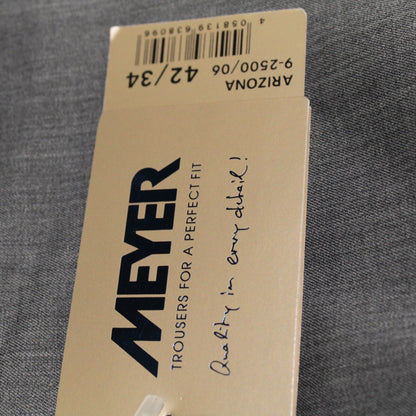 4 058139 638096
42/34
ARIZONA
9-2500/06
MEYER
TROUSERS FOR A PERFECT FIT
Quality in every detail!